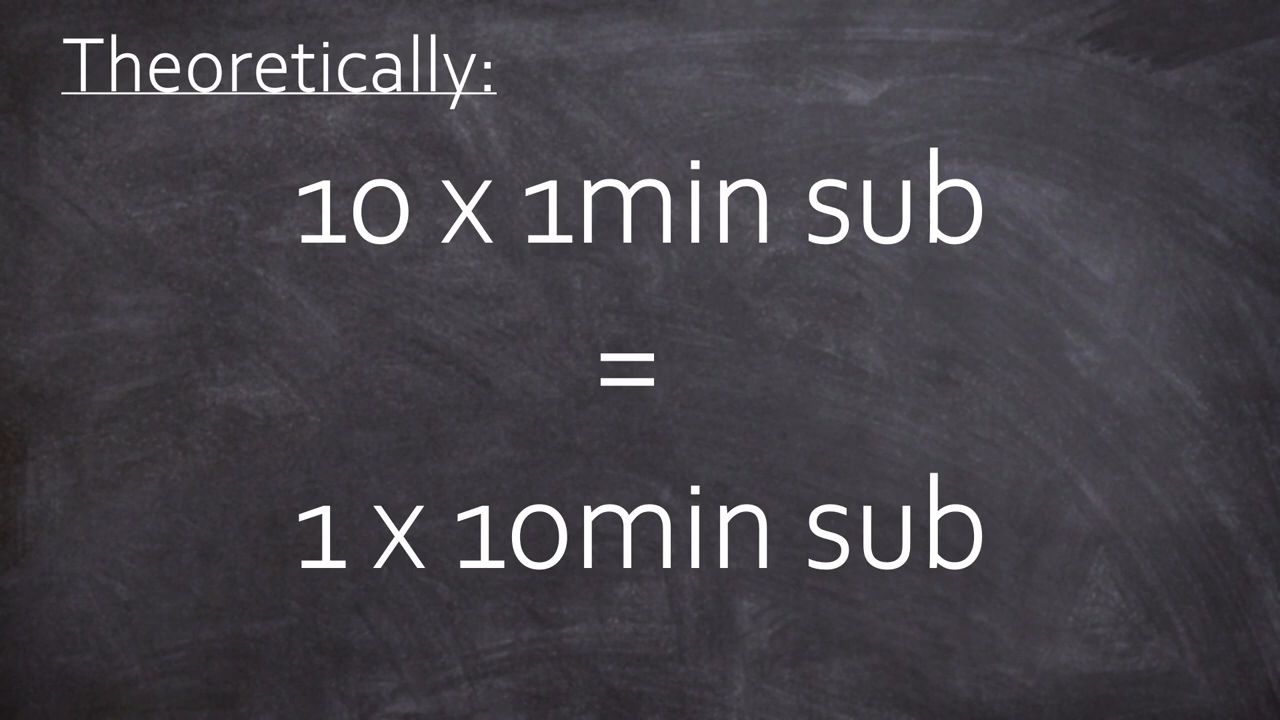 Theoretically:
10 x 1min sub
=
1 x 10min sub